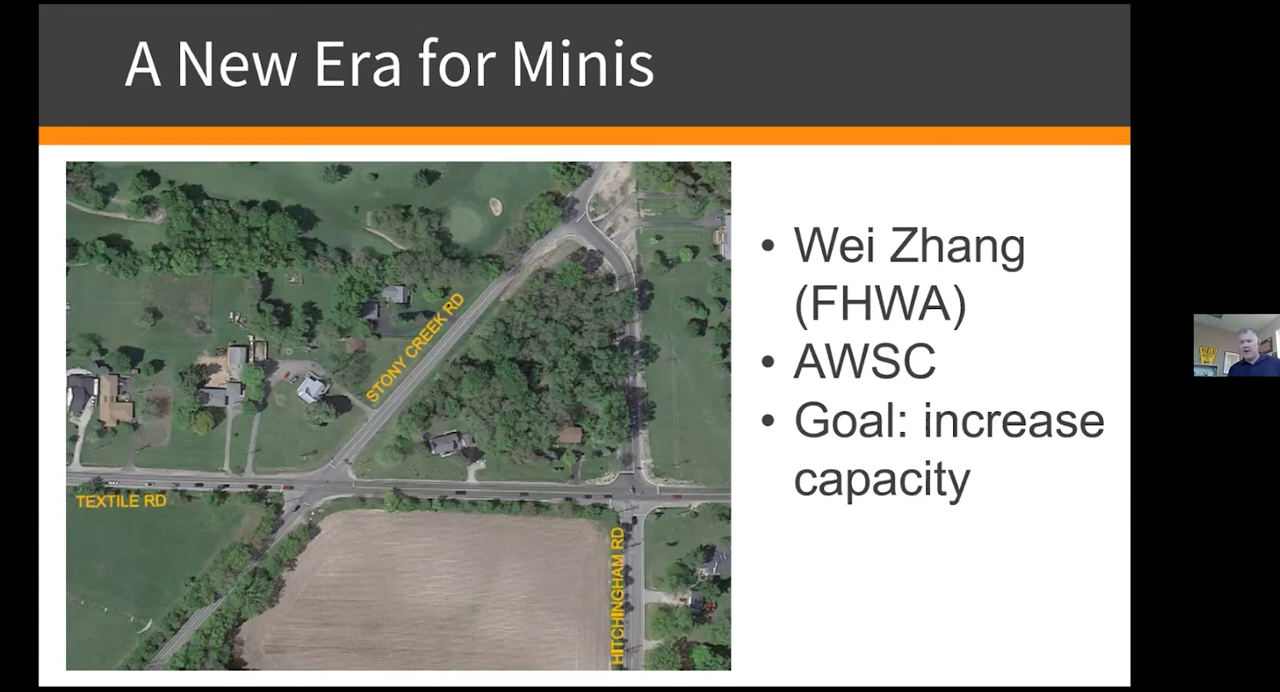 A New Era for Minis
STONY CREEK RD
TEXTILE RD
HITCHINGHAM RD
• Wei Zhang
(FHWA)
• AWSC
• Goal: increase
capacity